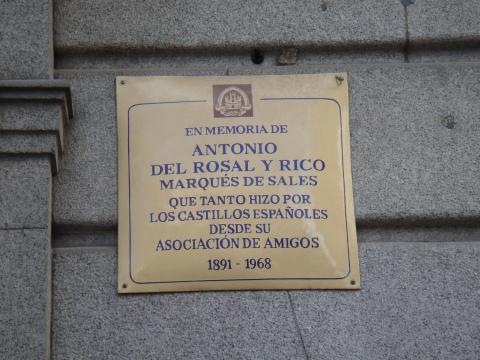 EN MEMORIA DE
ANTONIO
DEL ROSAL Y RICO
MARQUÉS DE SALES
QUE TANTO HIZO POR
LOS CASTILLOS ESPAÑOLES
DESDE SU
ASOCIACIÓN DE AMIGOS
1891 - 1968